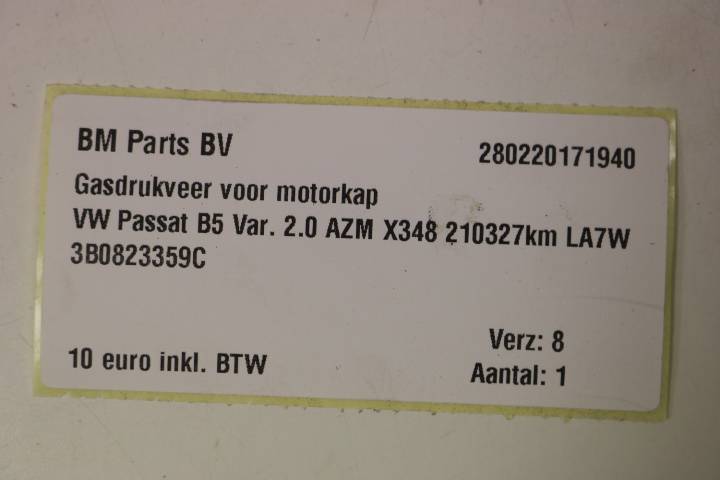 BM Parts BV 280220171940
Gasdrukveer voor motorkap
VW Passat B5 Var. 2.0 AZM X348 210327km LA7W
3B0823359C
Verz: 8
10 euro inkl. BTW
Aantal: 1